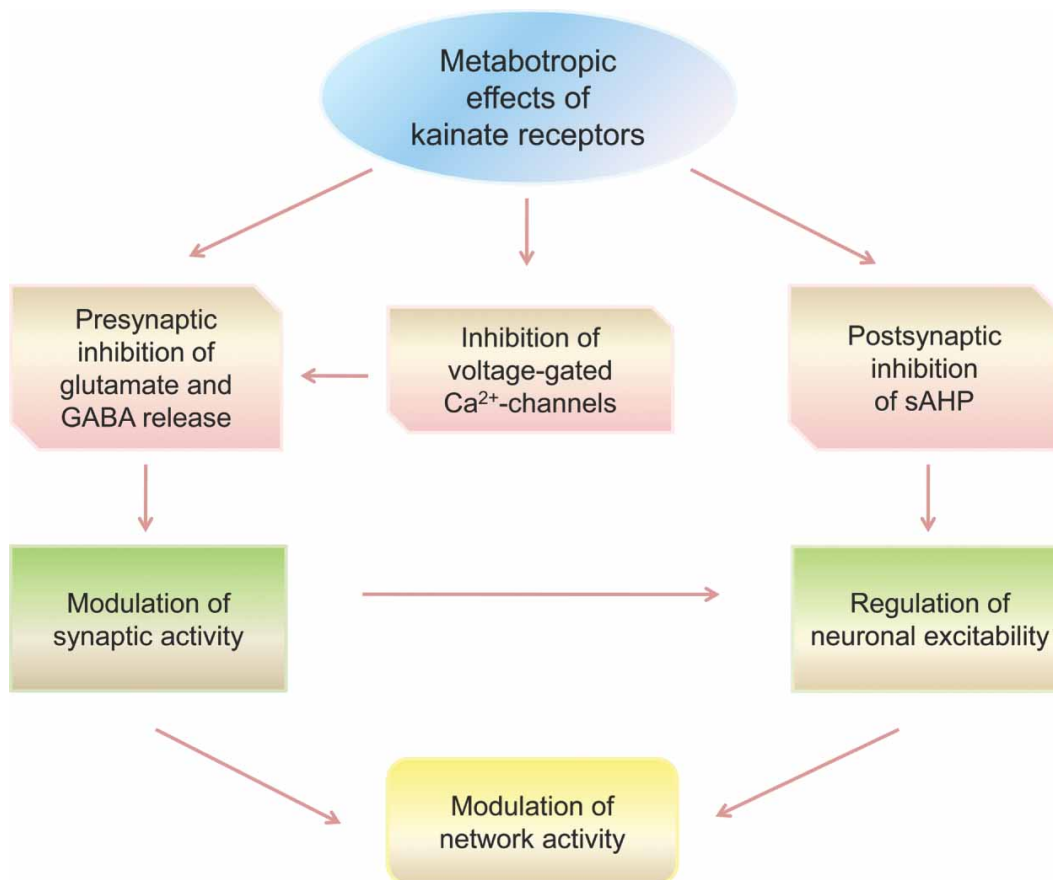 Metabotropic
effects of
kainate receptors
Presynaptic
inhibition of
glutamate and
GABA release
Inhibition of
voltage-gated
Ca²⁺-channels
Postsynaptic
inhibition
of sAHP
Modulation of
synaptic activity
Regulation of
neuronal excitability
Modulation of
network activity